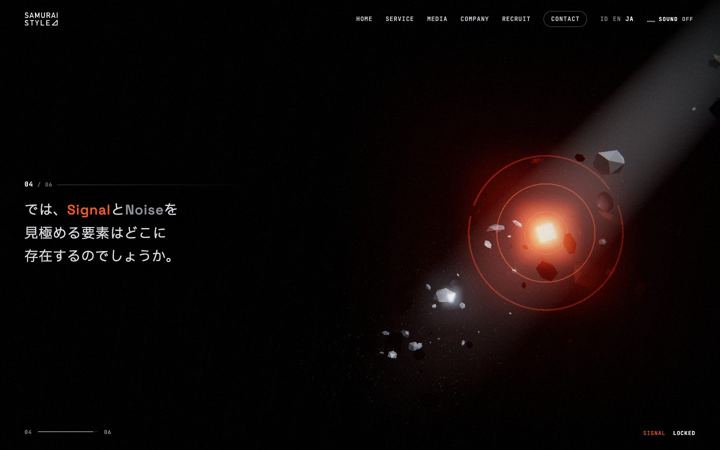 SAMURAI
STYLE
HOME SERVICE MEDIA COMPANY RECRUIT CONTACT ID EN JA SOUND OFF
04 / 06
では、SignalとNoiseを
見極める要素はどこに
存在するのでしょうか。
04 06
SIGNAL LOCKED